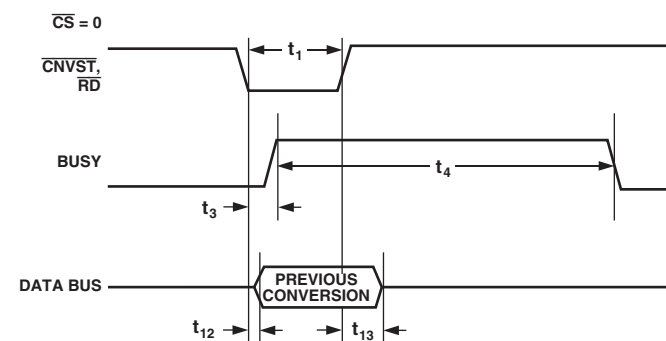 CS = 0
CNVST,
RD
t1
BUSY
t4
t3
DATA BUS
PREVIOUS
CONVERSION
t12
t13